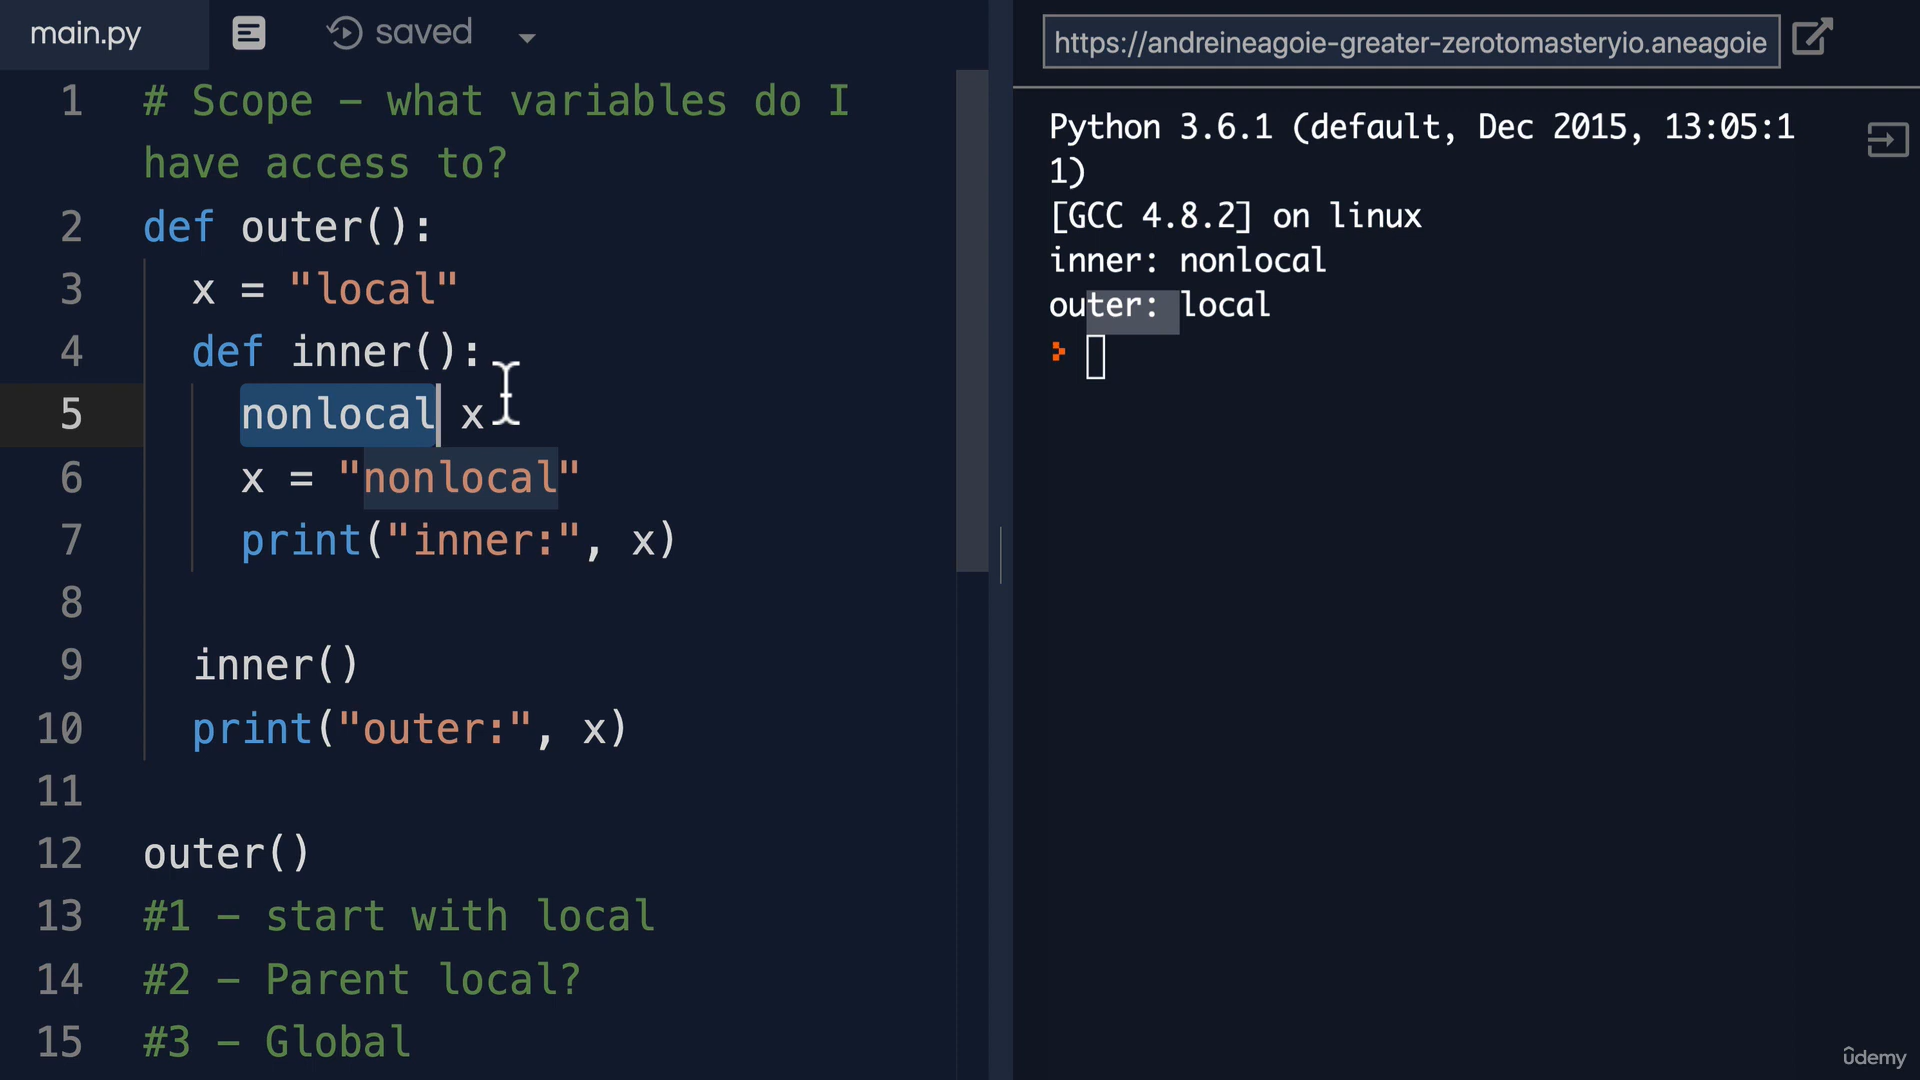 main.py saved
1 # Scope – what variables do I
have access to?
2 def outer():
3 x = "local"
4 def inner():
5 nonlocal x
6 x = "nonlocal"
7 print("inner:", x)
8
9 inner()
10 print("outer:", x)
11
12 outer()
13 #1 – start with local
14 #2 – Parent local?
15 #3 – Global
https://andreineagoie-greater-zerotomasteryio.aneagoie
Python 3.6.1 (default, Dec 2015, 13:05:1
1)
[GCC 4.8.2] on linux
inner: nonlocal
outer: local
udemy